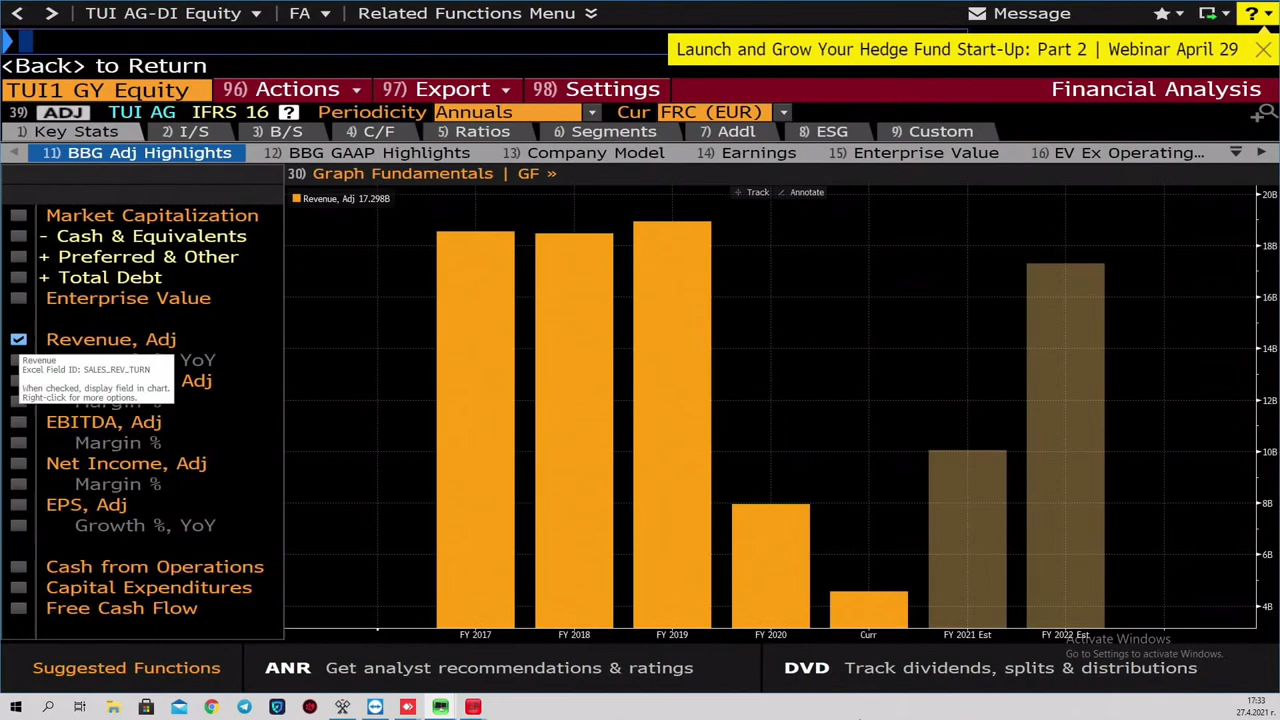 TUI AG-DI Equity
FA
Related Functions Menu
Message
?
Launch and Grow Your Hedge Fund Start-Up: Part 2 | Webinar April 29
<Back> to Return
TUI1 GY Equity
96) Actions
97) Export
98) Settings
Financial Analysis
39) ADJ TUI AG IFRS 16 ? Periodicity Annuals Cur FRC (EUR)
1) Key Stats 2) I/S 3) B/S 4) C/F 5) Ratios 6) Segments 7) Addl 8) ESG 9) Custom
11) BBG Adj Highlights 12) BBG GAAP Highlights 13) Company Model 14) Earnings 15) Enterprise Value 16) EV Ex Operating...
30) Graph Fundamentals | GF »
Track Annotate
Revenue, Adj 17.298B
Market Capitalization
- Cash & Equivalents
+ Preferred & Other
+ Total Debt
Enterprise Value
Revenue, Adj
YoY
Adj
Revenue
Excel Field ID: SALES_REV_TURN
When checked, display field in chart.
Right-click for more options.
Margin %
EBITDA, Adj
Margin %
Net Income, Adj
Margin %
EPS, Adj
Growth %, YoY
Cash from Operations
Capital Expenditures
Free Cash Flow
20B
18B
16B
14B
12B
10B
8B
6B
4B
FY 2017 FY 2018 FY 2019 FY 2020 Curr FY 2021 Est FY 2022 Est
Activate Windows
Go to Settings to activate Windows.
Suggested Functions
ANR Get analyst recommendations & ratings
DVD Track dividends, splits & distributions
17:33
27.4.2021 г.